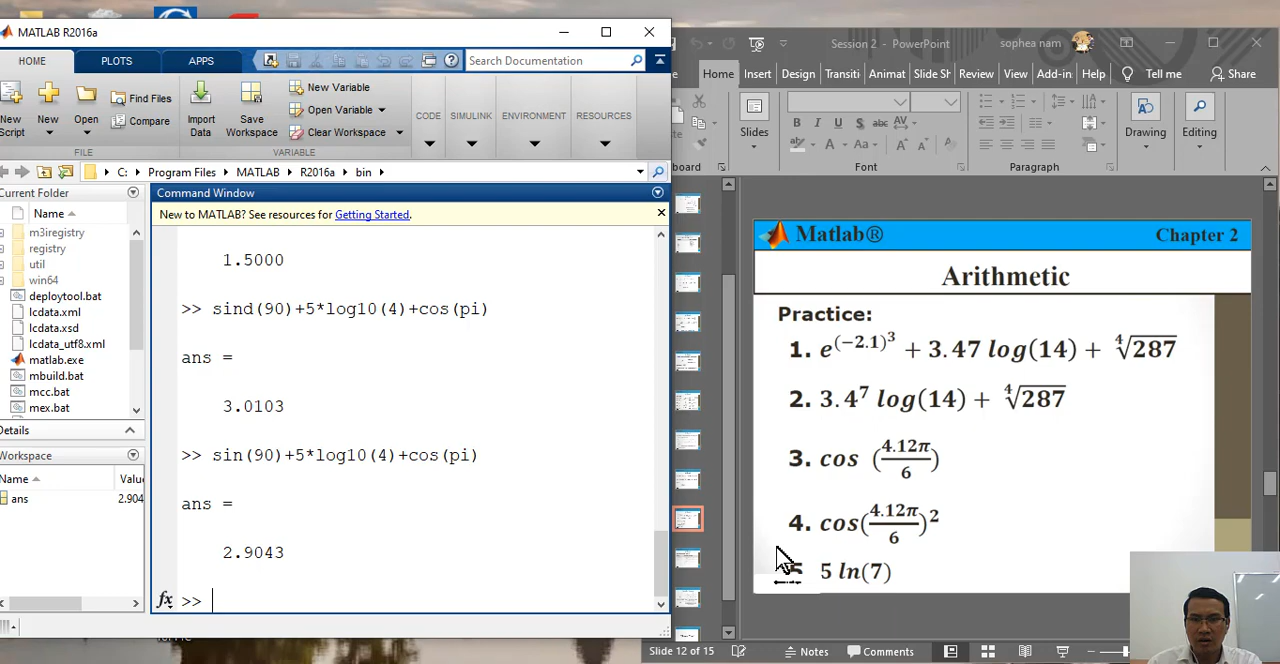 MATLAB R2016a
HOME PLOTS APPS Search Documentation
New Script New Open Find Files Compare Import Data Save Workspace New Variable Open Variable Clear Workspace CODE SIMULINK ENVIRONMENT RESOURCES
FILE VARIABLE
C: Program Files MATLAB R2016a bin
Current Folder
Name
m3iregistry
registry
util
win64
deploytool.bat
lcdata.xml
lcdata.xsd
lcdata_utf8.xml
matlab.exe
mbuild.bat
mcc.bat
mex.bat
Details
Workspace
Name Value
ans 2.904
Command Window
New to MATLAB? See resources for Getting Started.
1.5000
>> sind(90)+5*log10(4)+cos(pi)
ans =
3.0103
>> sin(90)+5*log10(4)+cos(pi)
ans =
2.9043
fx >>
Session 2 - PowerPoint sophea nam
Home Insert Design Transiti Animat Slide Sh Review View Add-in Help Tell me Share
Slides Drawing Editing
board Font Paragraph
Matlab® Chapter 2
Arithmetic
Practice:
1. e^(−2.1)^3 + 3.47 log(14) + ∜287
2. 3.4^7 log(14) + ∜287
3. cos (4.12π/6)
4. cos(4.12π/6)^2
5 ln(7)
Slide 12 of 15 Notes Comments